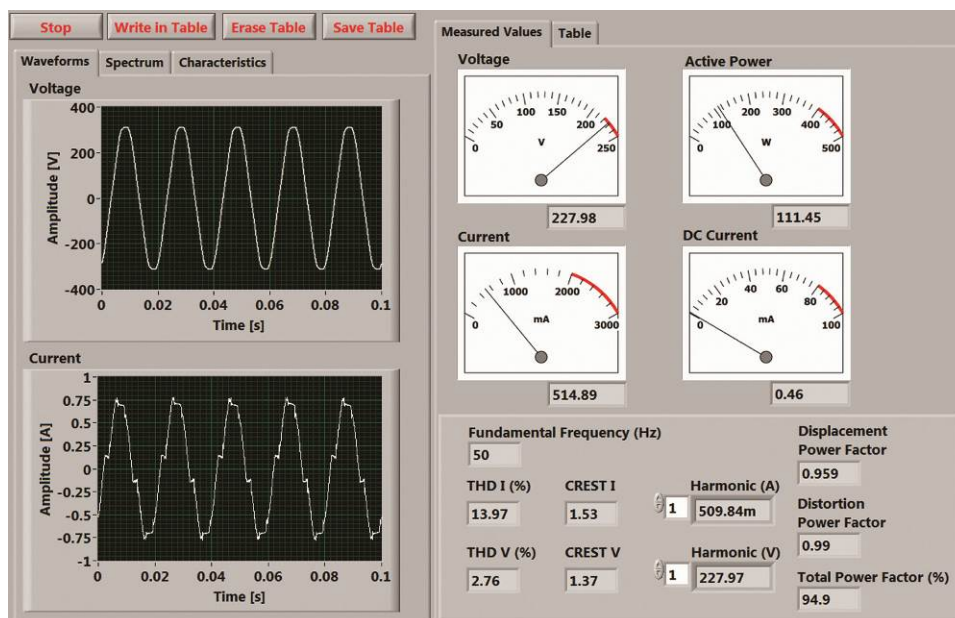 Stop Write in Table Erase Table Save Table
Waveforms Spectrum Characteristics
Voltage
400
200
0
-200
-400
Amplitude [V]
0 0.02 0.04 0.06 0.08 0.1
Time [s]
Current
1
0.75
0.5
0.25
0
-0.25
-0.5
-0.75
-1
Amplitude [A]
0 0.02 0.04 0.06 0.08 0.1
Time [s]
Measured Values Table
Voltage
0 50 100 150 200 250
V
227.98
Active Power
0 100 200 300 400 500
W
111.45
Current
0 1000 2000 3000
mA
514.89
DC Current
0 20 40 60 80 100
mA
0.46
Fundamental Frequency (Hz)
50
THD I (%) CREST I Harmonic (A)
13.97 1.53 1 509.84m
THD V (%) CREST V Harmonic (V)
2.76 1.37 1 227.97
Displacement
Power Factor
0.959
Distortion
Power Factor
0.99
Total Power Factor (%)
94.9